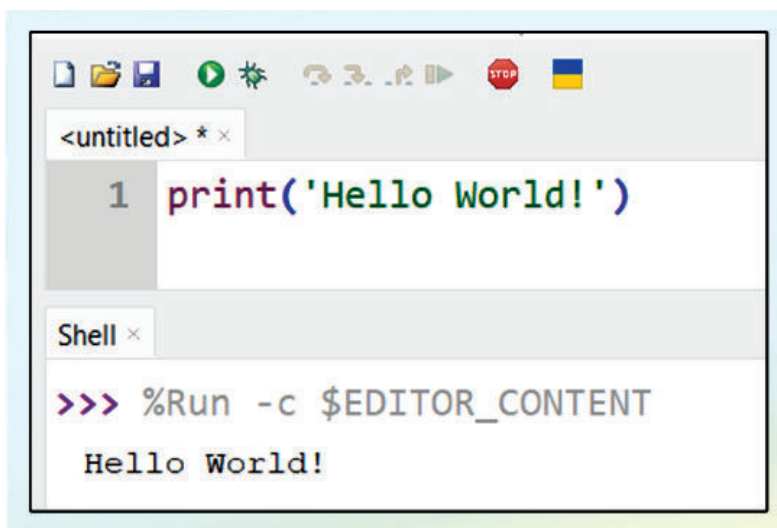 STOP
<untitled> * ×
1 print('Hello World!')
Shell ×
>>> %Run -c $EDITOR_CONTENT
Hello World!